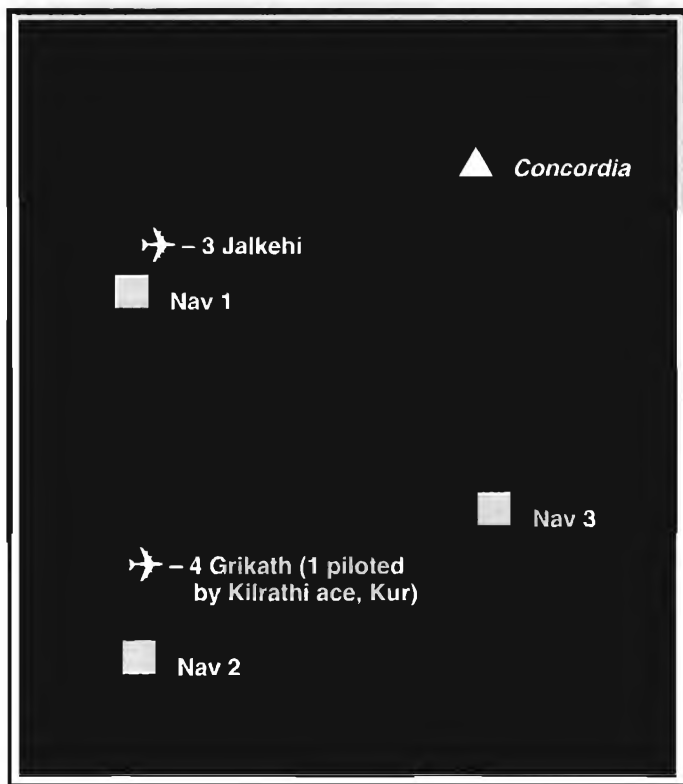 Concordia
– 3 Jalkehi
Nav 1
Nav 3
– 4 Grikath (1 piloted
by Kilrathi ace, Kur)
Nav 2